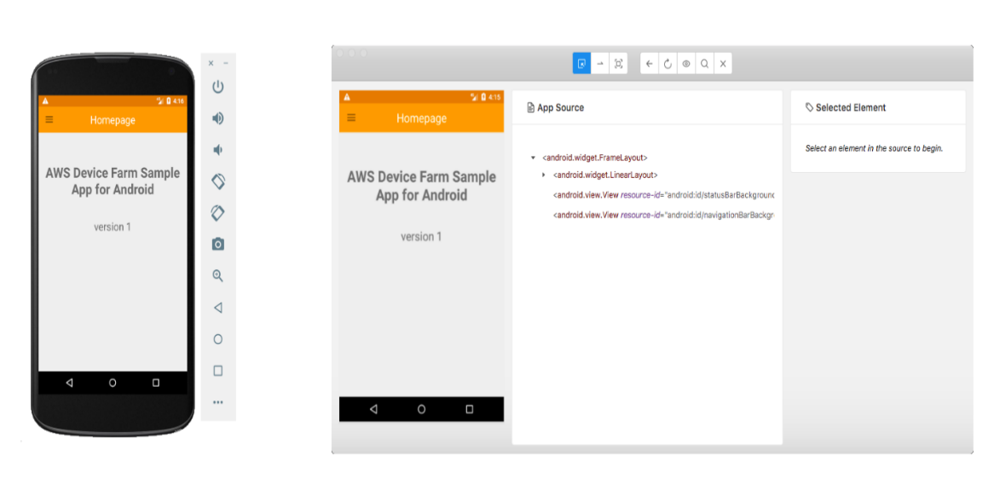 4:16
Homepage
AWS Device Farm Sample
App for Android
version 1
4:15
Homepage
AWS Device Farm Sample
App for Android
version 1
App Source
<android.widget.FrameLayout>
<android.widget.LinearLayout>
<android.view.View resource-id="android:id/statusBarBackground
<android.view.View resource-id="android:id/navigationBarBackgr
Selected Element
Select an element in the source to begin.